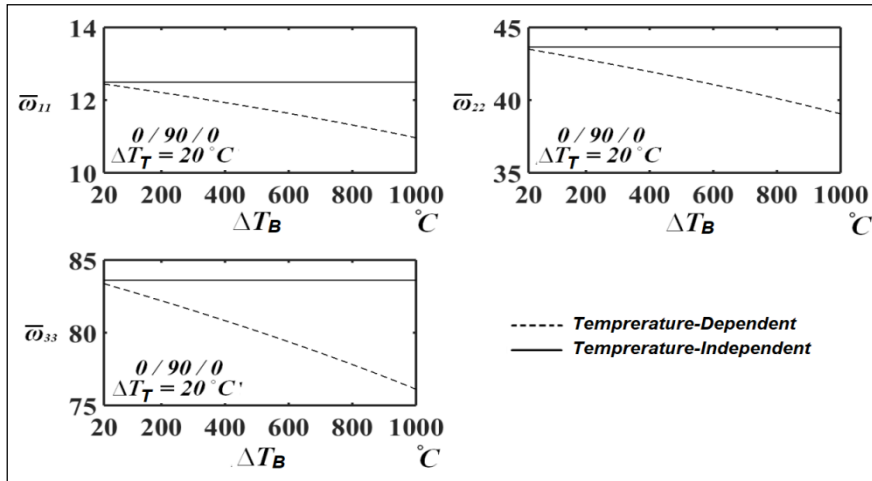 14
12
10
ω̅₁₁
0 / 90 / 0
ΔT_T = 20 °C
20 200 400 600 800 1000
ΔT_B °C
45
40
35
ω̅₂₂
0 / 90 / 0
ΔT_T = 20 °C
20 200 400 600 800 1000
ΔT_B °C
85
80
75
ω̅₃₃
0 / 90 / 0
ΔT_T = 20 °C'
20 200 400 600 800 1000
ΔT_B °C
Temprerature-Dependent
Temprerature-Independent